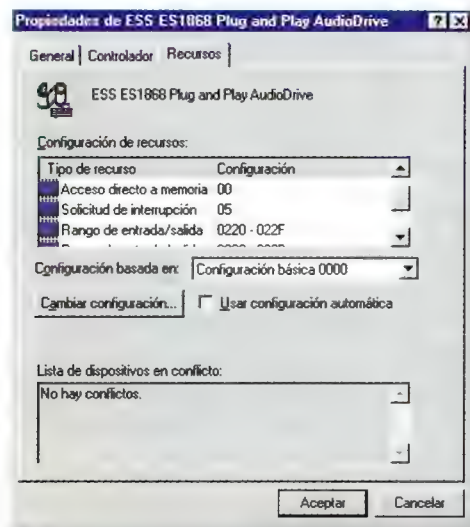 Propiedades de ESS ES1868 Plug and Play AudioDrive
General Controlador Recursos
ESS ES1868 Plug and Play AudioDrive
Configuración de recursos:
Tipo de recurso Configuración
Acceso directo a memoria 00
Solicitud de interrupción 05
Rango de entrada/salida 0220 - 022F
Configuración basada en: Configuración básica 0000
Cambiar configuración... Usar configuración automática
Lista de dispositivos en conflicto:
No hay conflictos.
Aceptar Cancelar